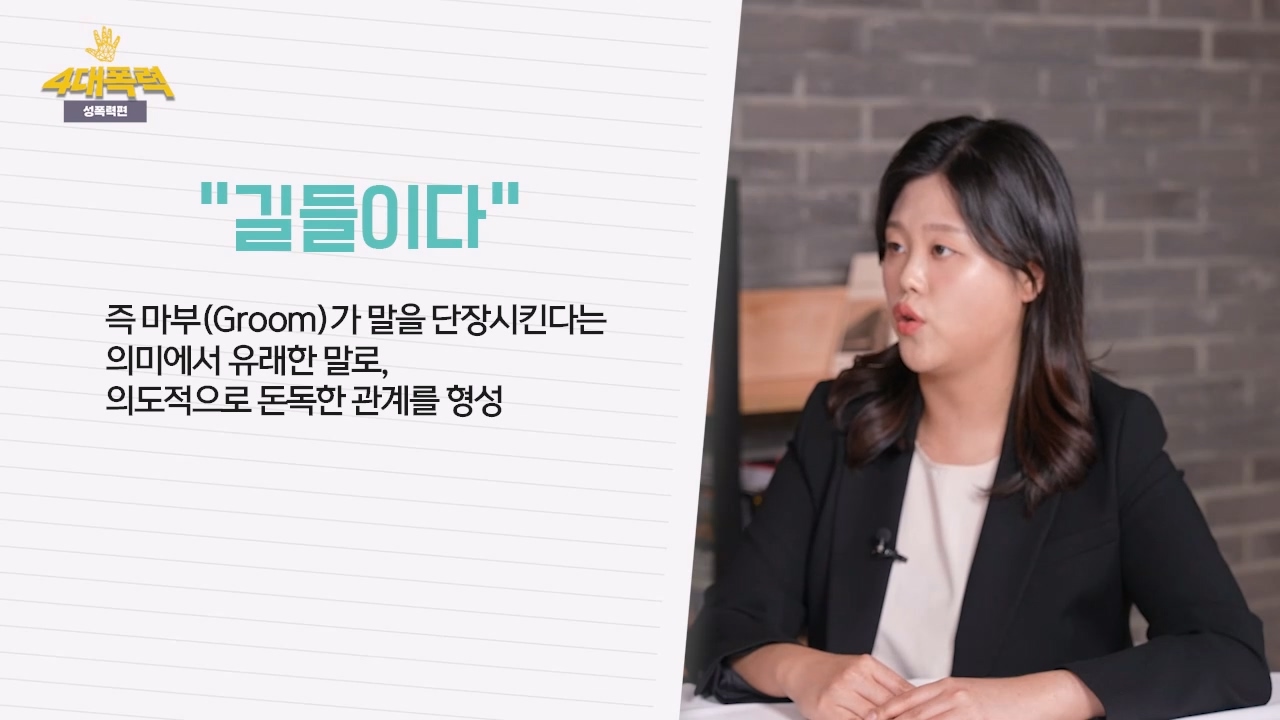 4대폭력
성폭력편
"길들이다"
즉 마부(Groom)가 말을 단장시킨다는
의미에서 유래한 말로,
의도적으로 돈독한 관계를 형성